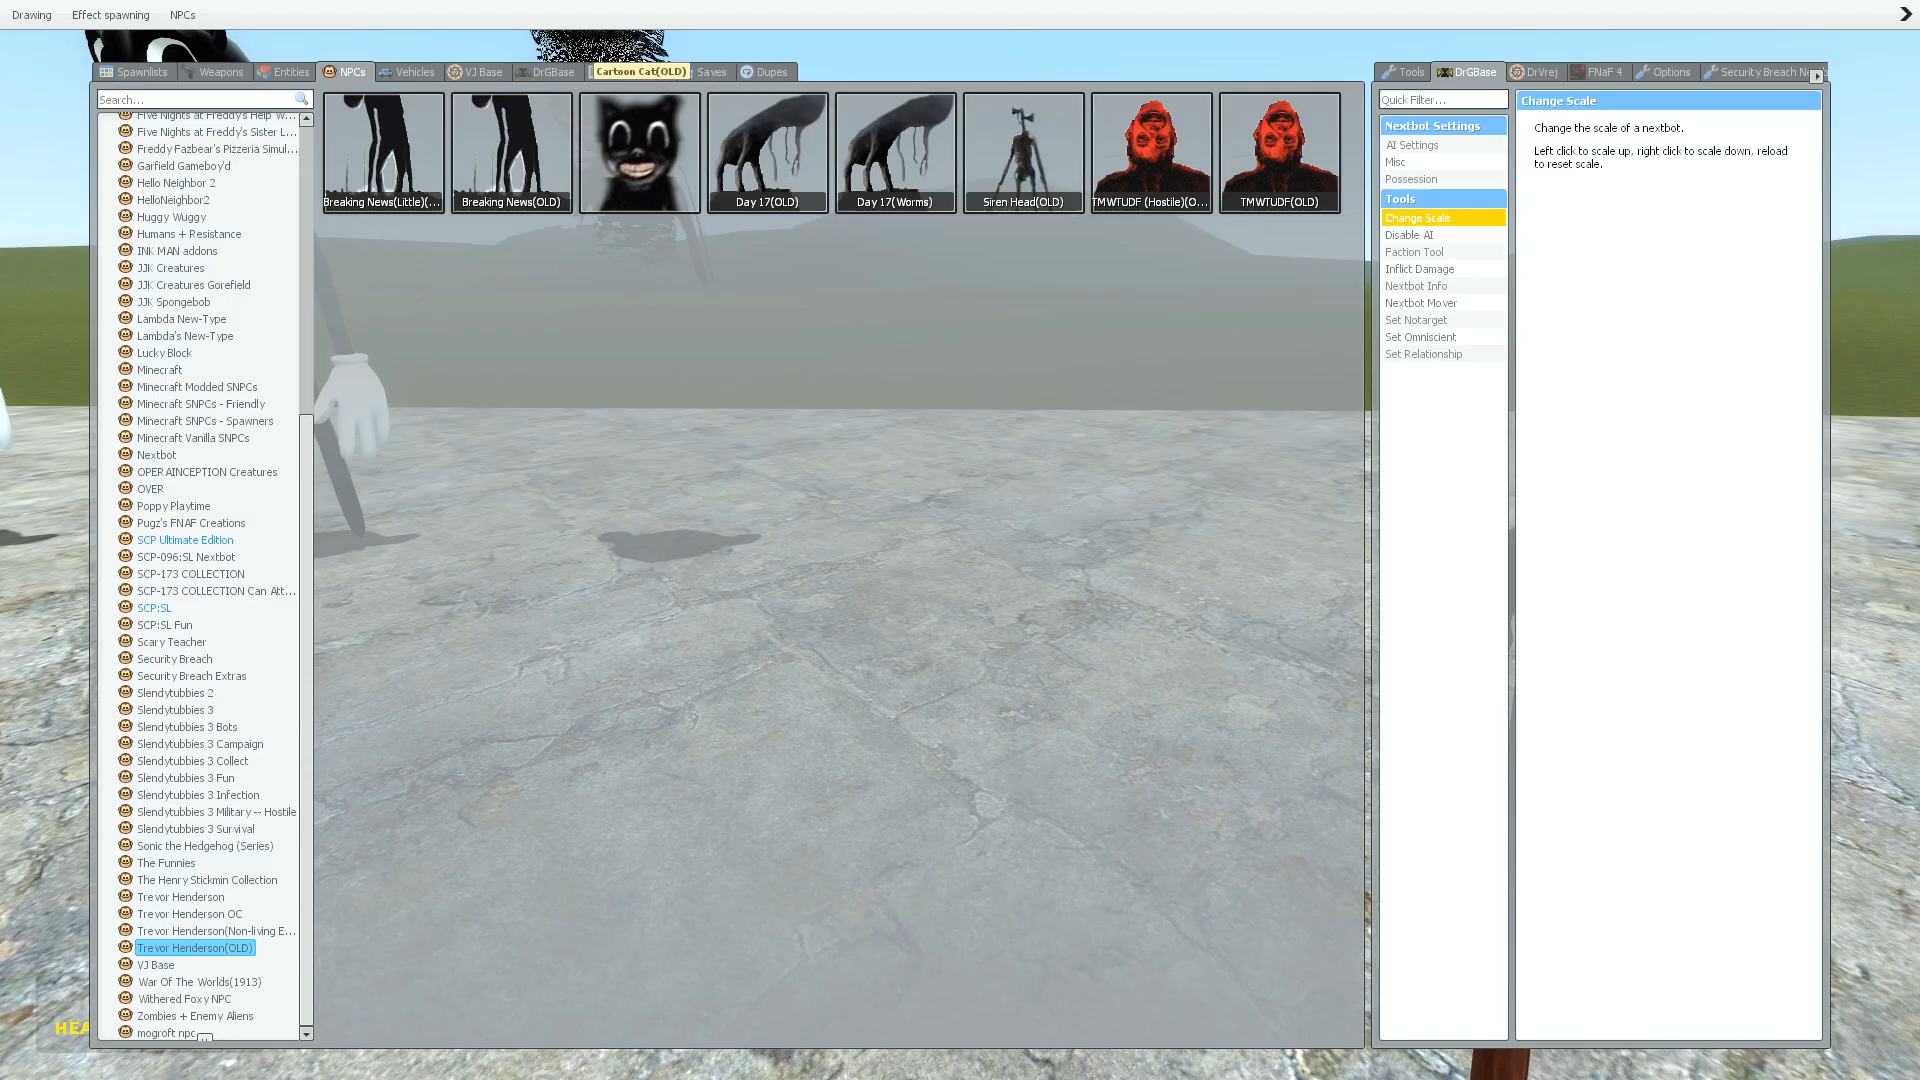 Drawing
Effect spawning
NPCs
Spawnlists
Weapons
Entities
NPCs
Vehicles
VJ Base
DrGBase
Cartoon Cat(OLD)
Saves
Dupes
Search...
Five Nights at Freddy's Help W...
Five Nights at Freddy's Sister L...
Freddy Fazbear's Pizzeria Simul...
Garfield Gameboy'd
Hello Neighbor 2
HelloNeighbor2
Huggy Wuggy
Humans + Resistance
INK MAN addons
JJK Creatures
JJK Creatures Gorefield
JJK Spongebob
Lambda New-Type
Lambda's New-Type
Lucky Block
Minecraft
Minecraft Modded SNPCs
Minecraft SNPCs - Friendly
Minecraft SNPCs - Spawners
Minecraft Vanilla SNPCs
Nextbot
OPERAINCEPTION Creatures
OVER
Poppy Playtime
Pugz's FNAF Creations
SCP Ultimate Edition
SCP-096:SL Nextbot
SCP-173 COLLECTION
SCP-173 COLLECTION Can Att...
SCP:SL
SCP:SL Fun
Scary Teacher
Security Breach
Security Breach Extras
Slendytubbies 2
Slendytubbies 3
Slendytubbies 3 Bots
Slendytubbies 3 Campaign
Slendytubbies 3 Collect
Slendytubbies 3 Fun
Slendytubbies 3 Infection
Slendytubbies 3 Military -- Hostile
Slendytubbies 3 Survival
Sonic the Hedgehog (Series)
The Funnies
The Henry Stickmin Collection
Trevor Henderson
Trevor Henderson OC
Trevor Henderson(Non-living E...
Trevor Henderson(OLD)
VJ Base
War Of The Worlds(1913)
Withered Foxy NPC
Zombies + Enemy Aliens
mogroft npc
HEA
Breaking News(Little)(...
Breaking News(OLD)
Day 17(OLD)
Day 17(Worms)
Siren Head(OLD)
TMWTUDF (Hostile)(O...
TMWTUDF(OLD)
Tools
DrGBase
DrVrej
FNaF 4
Options
Security Breach
Quick Filter...
Nextbot Settings
AI Settings
Misc
Possession
Tools
Change Scale
Disable AI
Faction Tool
Inflict Damage
Nextbot Info
Nextbot Mover
Set Notarget
Set Omniscient
Set Relationship
Change Scale
Change the scale of a nextbot.
Left click to scale up, right click to scale down, reload
to reset scale.